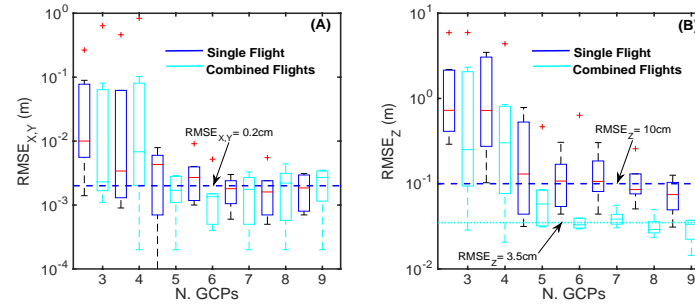 (A)
10^0
10^-1
10^-2
10^-3
10^-4
RMSE_X,Y (m)
Single Flight
Combined Flights
RMSE_X,Y = 0.2cm
3 4 5 6 7 8 9
N. GCPs
(B)
10^1
10^0
10^-1
10^-2
RMSE_Z (m)
Single Flight
Combined Flights
RMSE_Z = 10cm
RMSE_Z = 3.5cm
3 4 5 6 7 8 9
N. GCPs